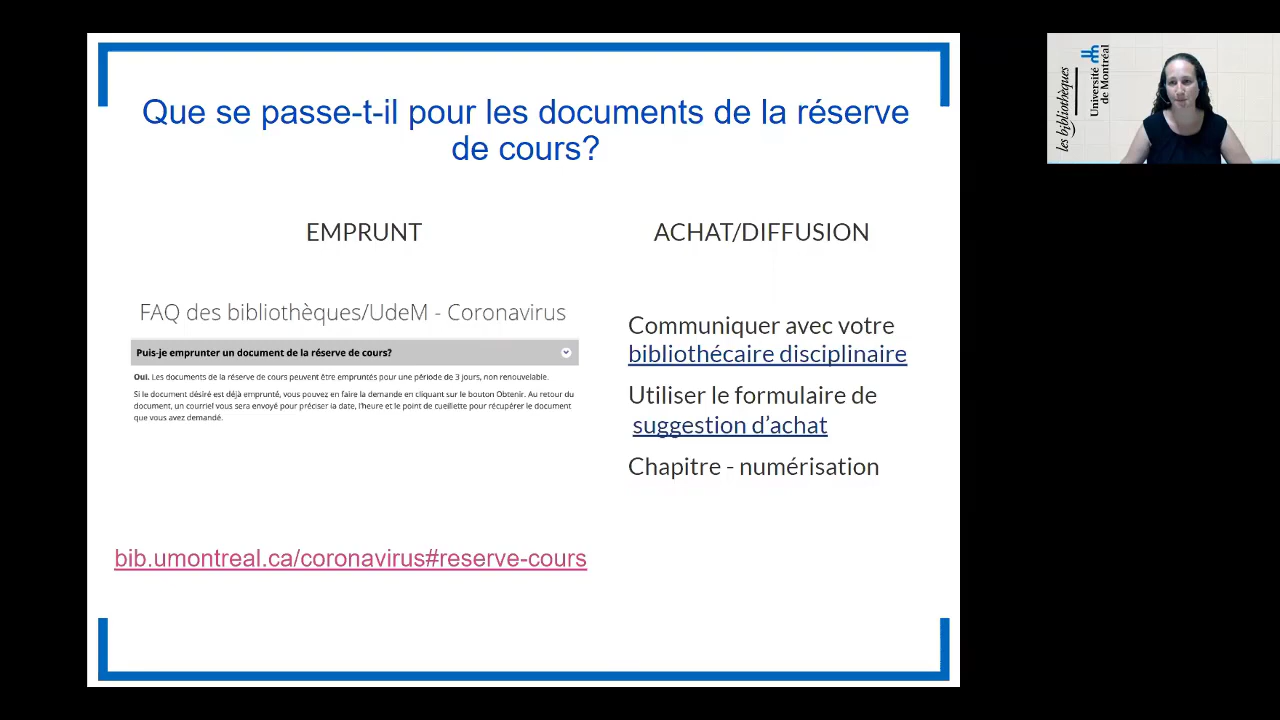 Que se passe-t-il pour les documents de la réserve
de cours?
EMPRUNT
FAQ des bibliothèques/UdeM - Coronavirus
Puis-je emprunter un document de la réserve de cours?
Oui. Les documents de la réserve de cours peuvent être empruntés pour une période de 3 jours, non renouvelable.
Si le document désiré est déjà emprunté, vous pouvez en faire la demande en cliquant sur le bouton Obtenir. Au retour du
document, un courriel vous sera envoyé pour préciser la date, l'heure et le point de cueillette pour récupérer le document
que vous avez demandé.
bib.umontreal.ca/coronavirus#reserve-cours
ACHAT/DIFFUSION
Communiquer avec votre
bibliothécaire disciplinaire
Utiliser le formulaire de
suggestion d’achat
Chapitre - numérisation
les bibliothèques
Université
de Montréal